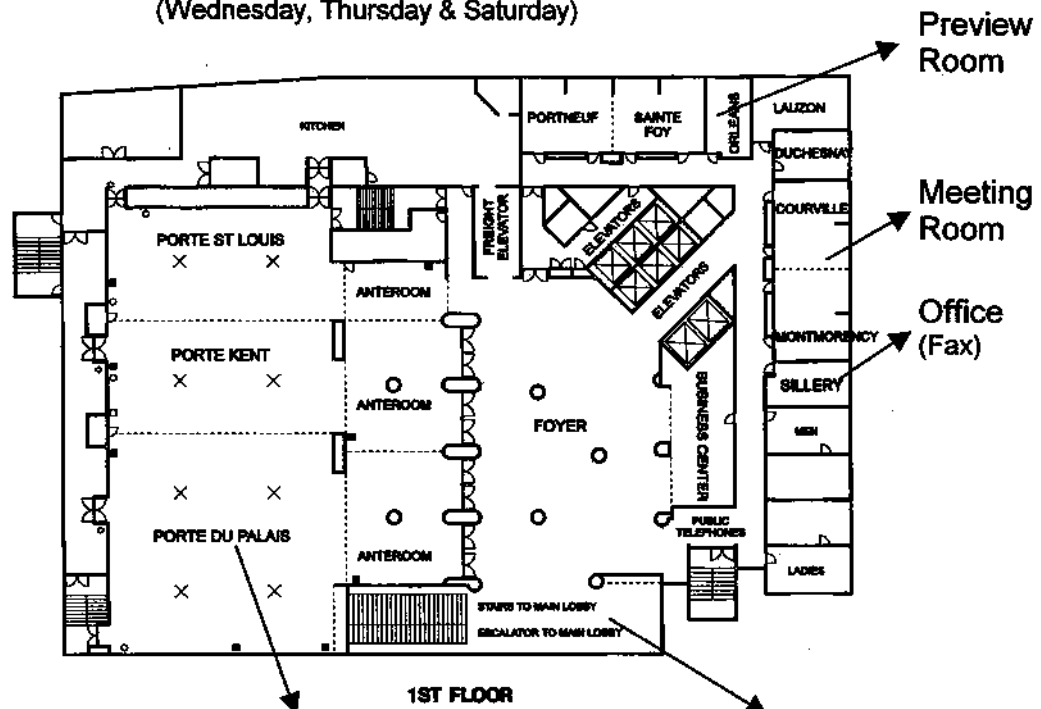 (Wednesday, Thursday & Saturday)
Preview
Room
PORTNEUF
SAINTE
FOY
ORLEANS
LAUZON
KITCHEN
DUCHESNAY
Meeting
Room
COURVILLE
FREIGHT
ELEVATOR
ELEVATORS
PORTE ST LOUIS
ELEVATORS
ANTEROOM
Office
(Fax)
MONTMORENCY
PORTE KENT
SILLERY
ANTEROOM
BUSINESS CENTER
FOYER
MEN
PUBLIC
TELEPHONES
PORTE DU PALAIS
ANTEROOM
LADIES
STAIRS TO MAIN LOBBY
ESCALATOR TO MAIN LOBBY
1ST FLOOR